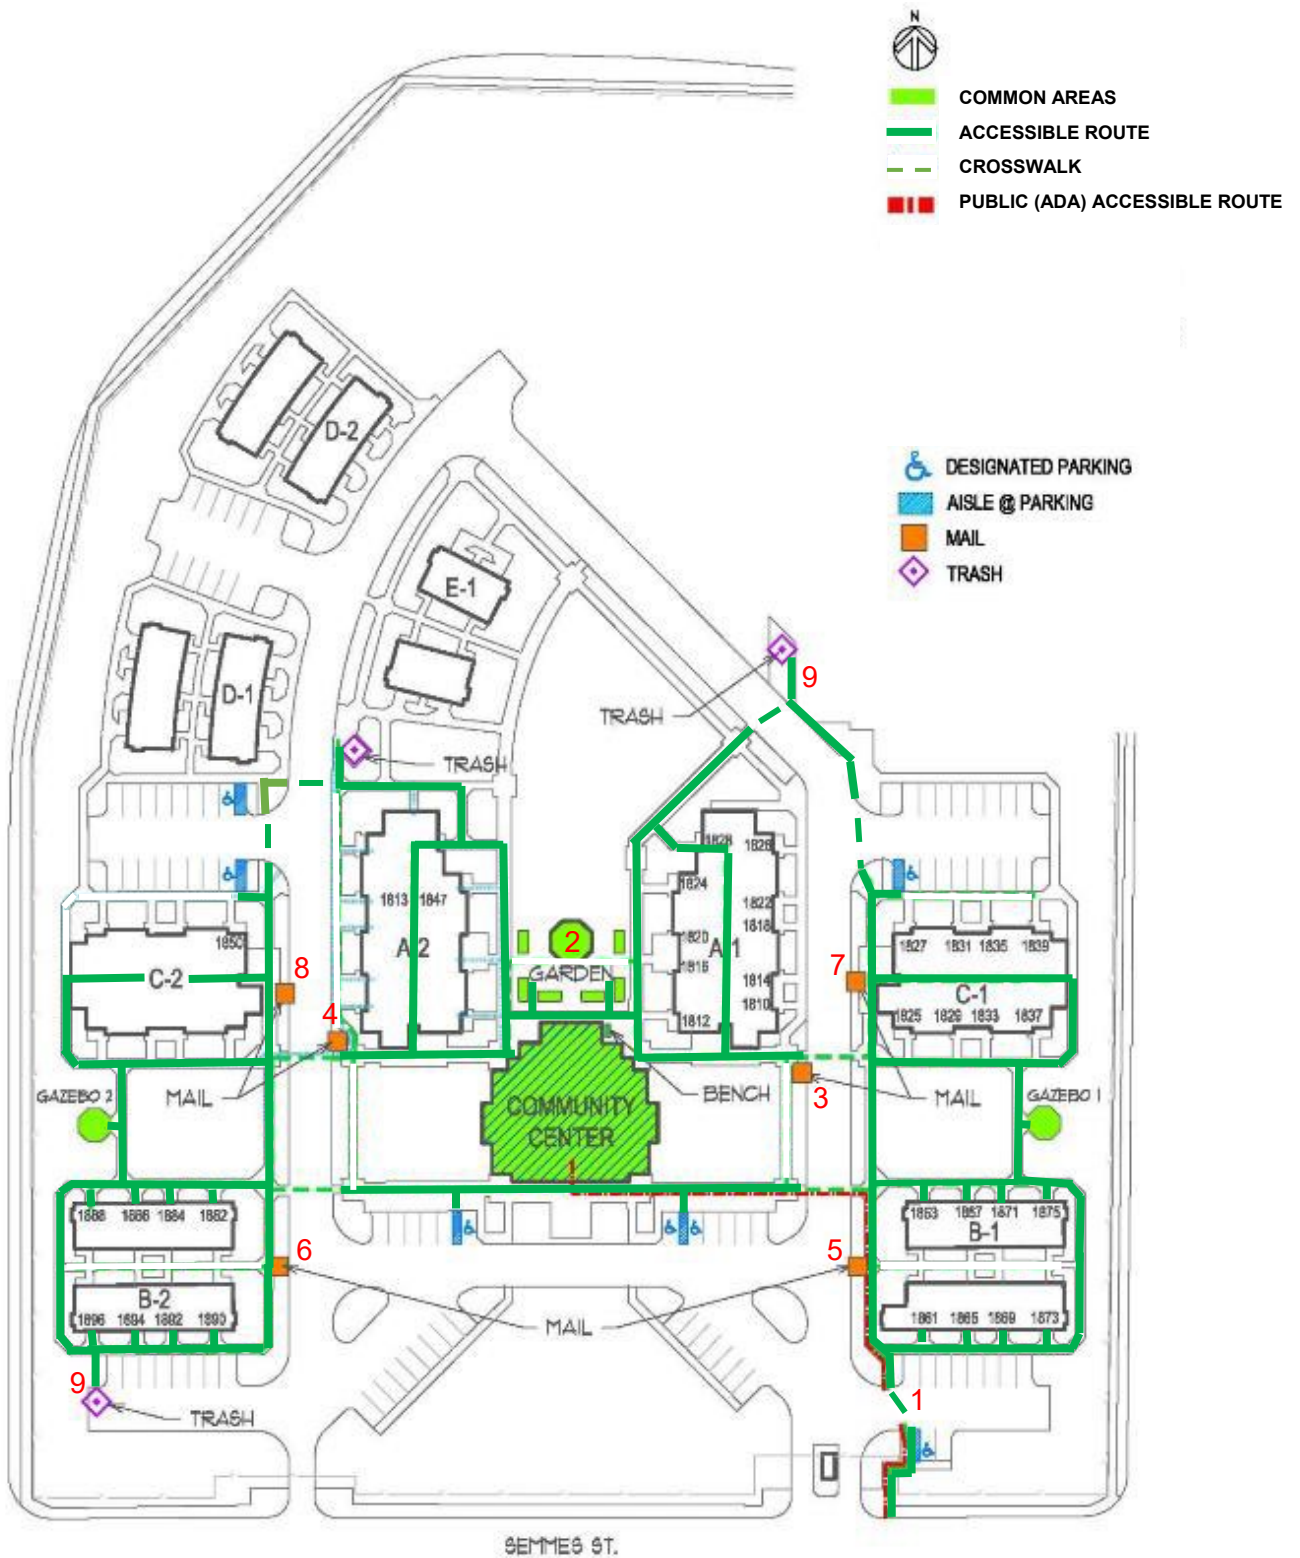 N
COMMON AREAS
ACCESSIBLE ROUTE
CROSSWALK
PUBLIC (ADA) ACCESSIBLE ROUTE
D-2
DESIGNATED PARKING
AISLE @ PARKING
MAIL
TRASH
E-1
D-1
9
TRASH
TRASH
1828 1826
1824
1813 1847
1822
1818
1820
1816
A-2
A-1
1814
1810
1812
2
GARDEN
1850
C-2
8
7
1827 1831 1835 1839
C-1
1825 1829 1833 1837
4
3
MAIL
BENCH
MAIL
GAZEBO 2
GAZEBO 1
COMMUNITY
CENTER
1
1888 1886 1884 1882
1863 1867 1871 1875
B-1
6
5
B-2
1896 1894 1892 1890
1861 1865 1869 1873
MAIL
9
TRASH
1
SEMMES ST.